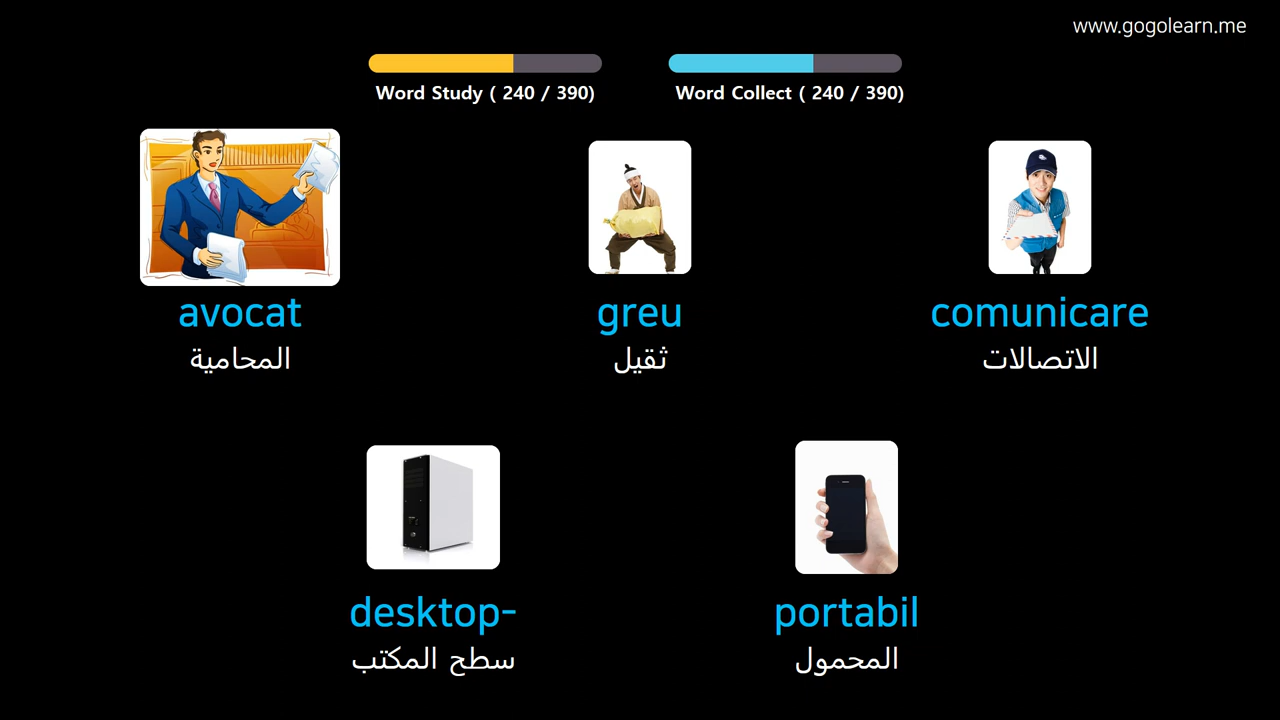 www.gogolearn.me
Word Study ( 240 / 390)
Word Collect ( 240 / 390)
avocat
المحامية
greu
ثقيل
comunicare
الاتصالات
desktop-
سطح المكتب
portabil
المحمول